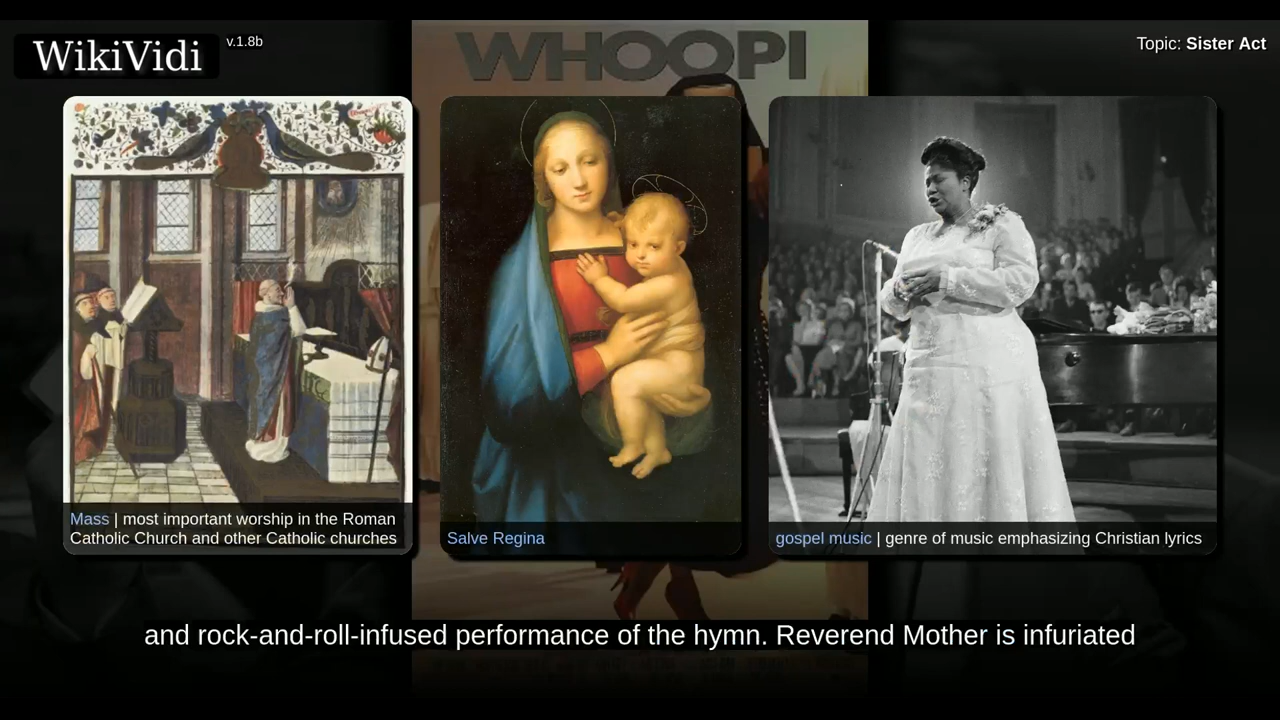 WikiVidi
v.1.8b
Topic: Sister Act
WHOOPI
Mass | most important worship in the Roman
Catholic Church and other Catholic churches
Salve Regina
gospel music | genre of music emphasizing Christian lyrics
and rock-and-roll-infused performance of the hymn. Reverend Mother is infuriated